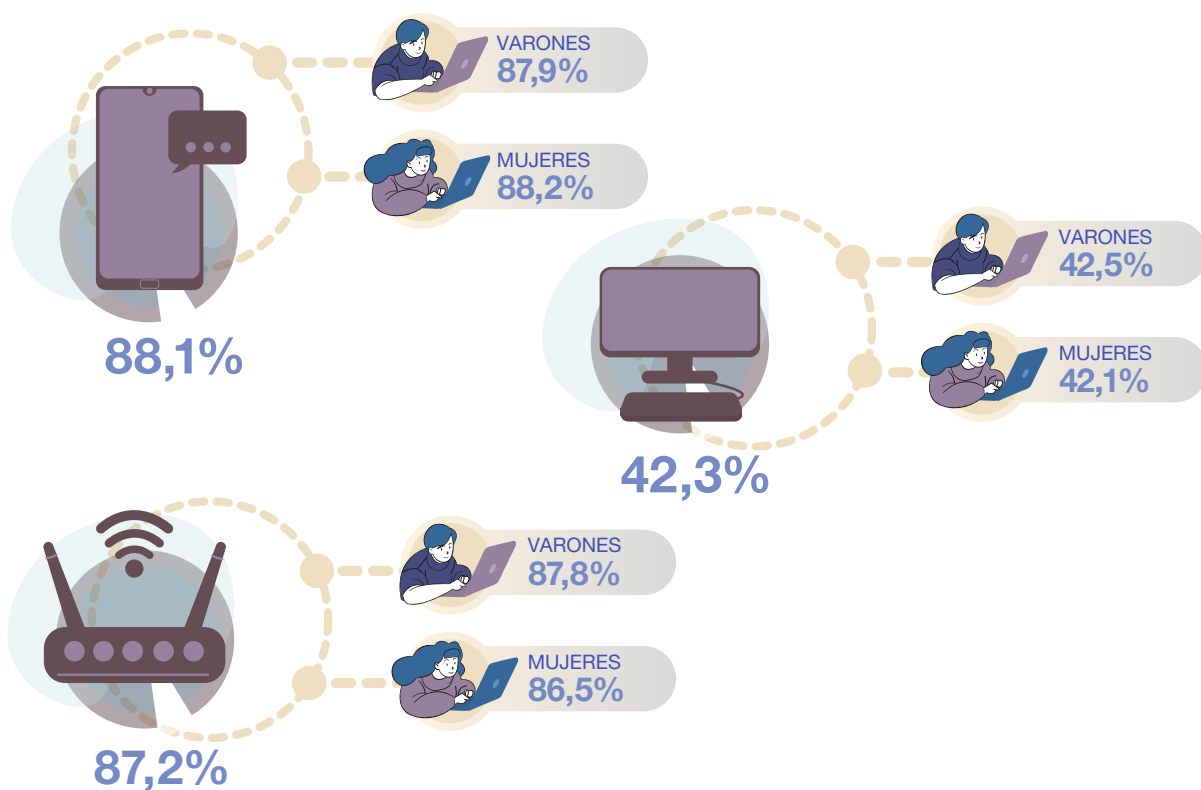 VARONES
87,9%
MUJERES
88,2%
88,1%
VARONES
42,5%
MUJERES
42,1%
42,3%
VARONES
87,8%
MUJERES
86,5%
87,2%